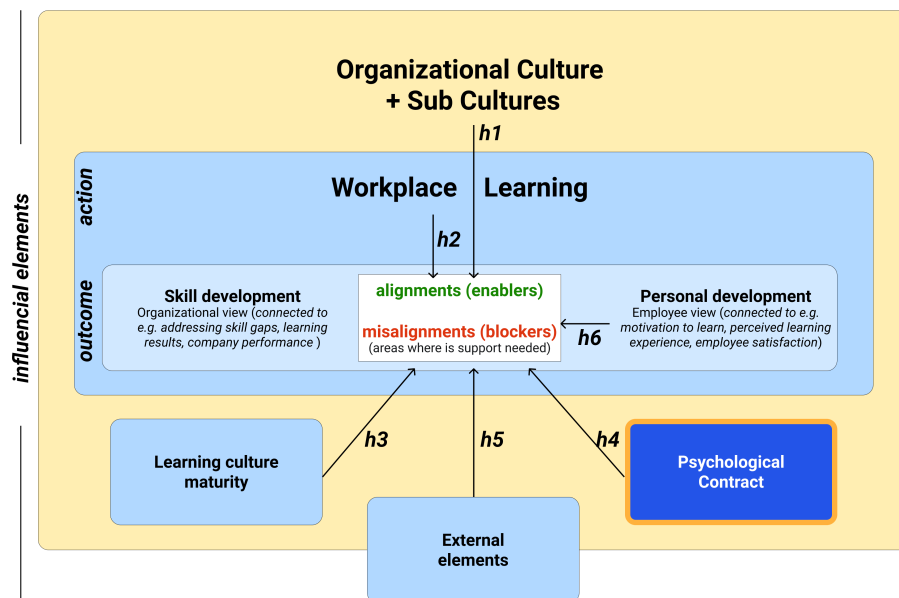 Organizational Culture
+ Sub Cultures
h1
influencial elements
action
Workplace Learning
h2
outcome
Skill development
Organizational view (connected to
e.g. addressing skill gaps, learning
results, company performance )
alignments (enablers)
misalignments (blockers)
(areas where is support needed)
Personal development
Employee view (connected to e.g.
motivation to learn, perceived learning
experience, employee satisfaction)
h6
h3
h5
h4
Learning culture
maturity
Psychological
Contract
External
elements